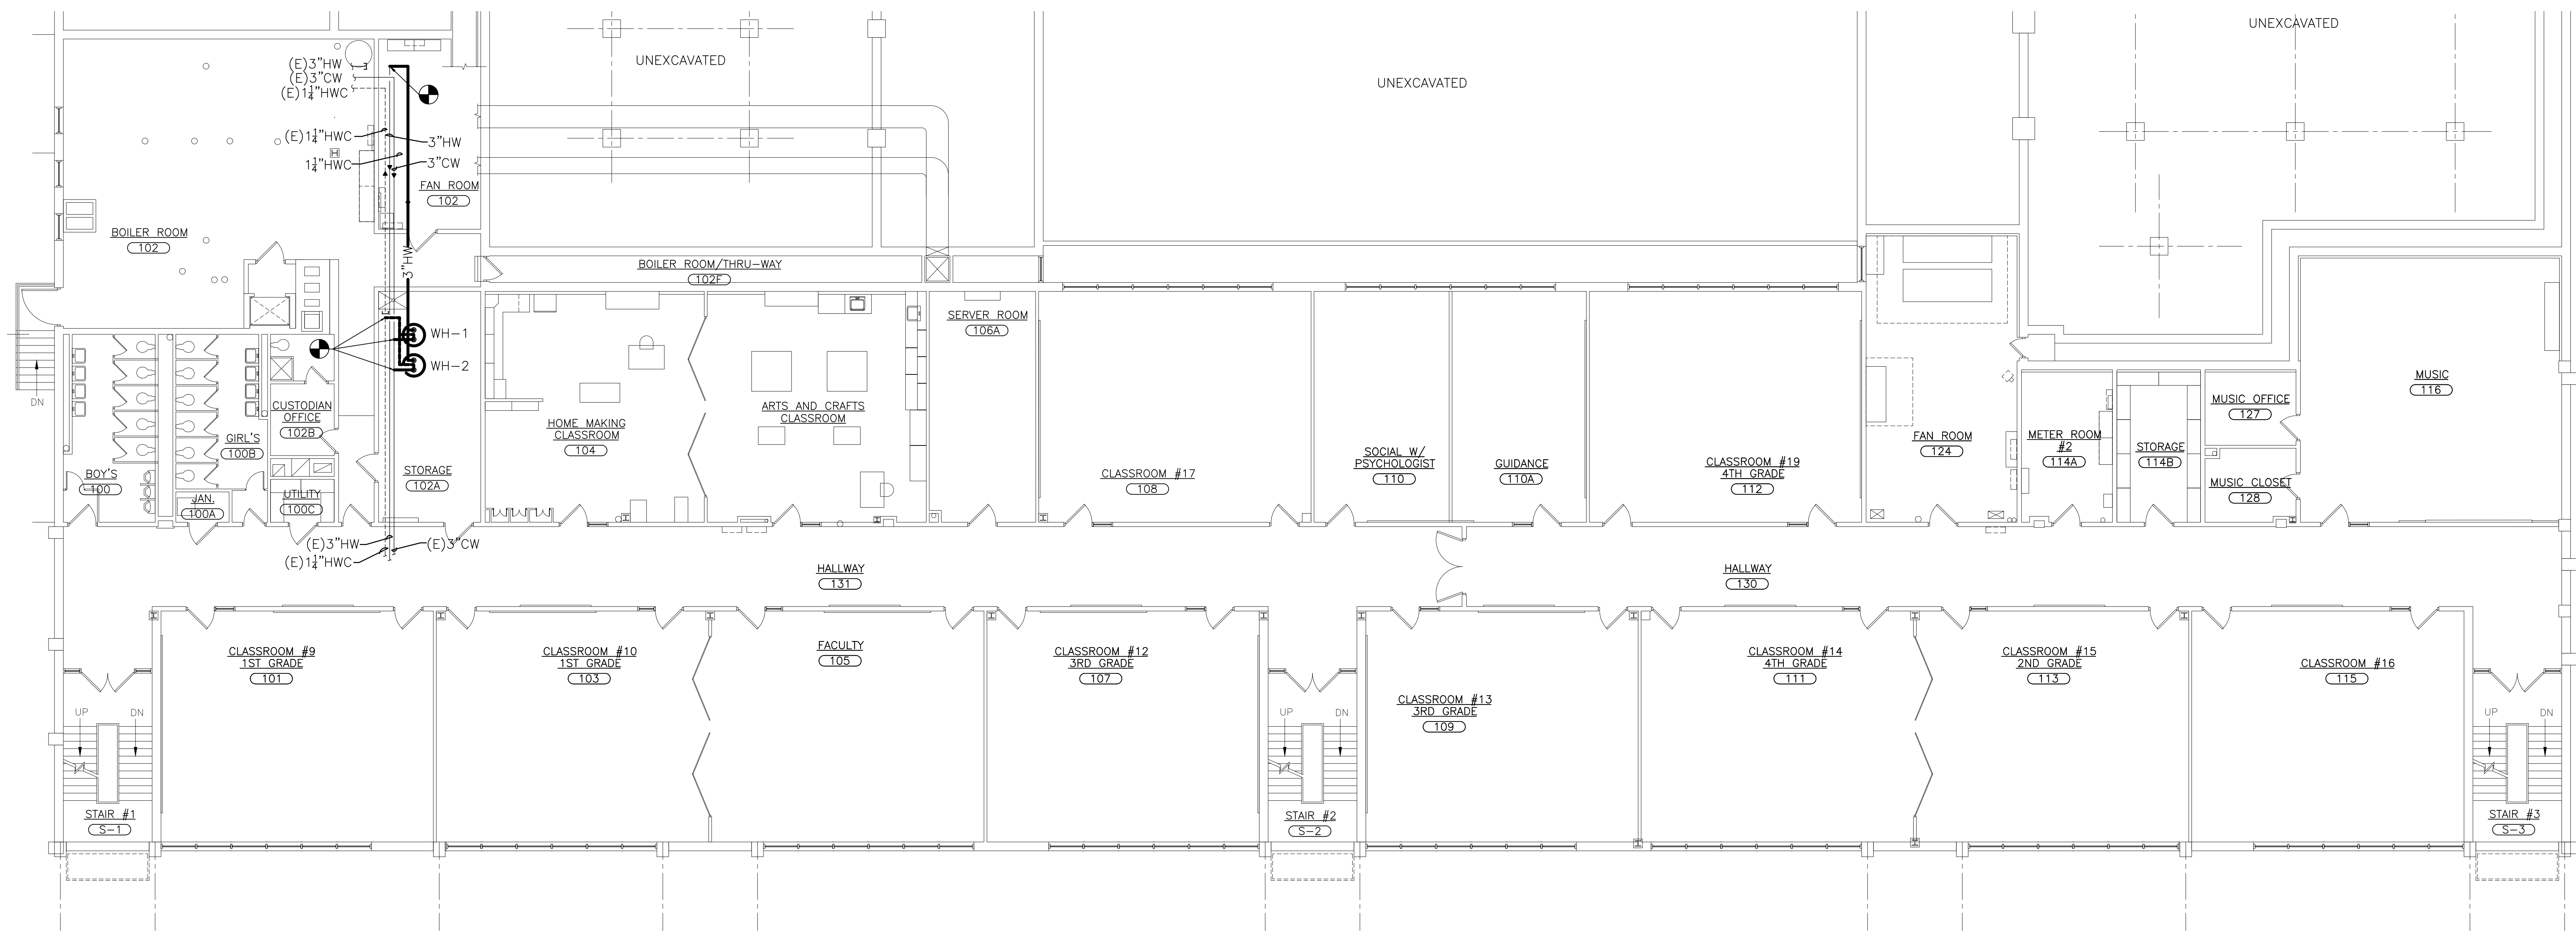 UNEXCAVATED
UNEXCAVATED
UNEXCAVATED
(E)3"HW
(E)3"CW
(E)1¼"HWC
(E)1¼"HWC
3"HW
1¼"HWC
3"CW
FAN ROOM
102
BOILER ROOM
102
3"HW
BOILER ROOM/THRU-WAY
102F
WH-1
WH-2
DN
SERVER ROOM
106A
CUSTODIAN
OFFICE
102B
GIRL'S
100B
BOY'S
100
JAN.
100A
UTILITY
100C
STORAGE
102A
HOME MAKING
CLASSROOM
104
ARTS AND CRAFTS
CLASSROOM
CLASSROOM #17
108
SOCIAL W/
PSYCHOLOGIST
110
GUIDANCE
110A
CLASSROOM #19
4TH GRADE
112
FAN ROOM
124
METER ROOM
#2
114A
STORAGE
114B
MUSIC OFFICE
127
MUSIC CLOSET
128
MUSIC
116
(E)3"HW
(E)3"CW
(E)1¼"HWC
HALLWAY
131
HALLWAY
130
CLASSROOM #9
1ST GRADE
101
CLASSROOM #10
1ST GRADE
103
FACULTY
105
CLASSROOM #12
3RD GRADE
107
CLASSROOM #13
3RD GRADE
109
CLASSROOM #14
4TH GRADE
111
CLASSROOM #15
2ND GRADE
113
CLASSROOM #16
115
UP
DN
UP
DN
UP
DN
STAIR #1
S-1
STAIR #2
S-2
STAIR #3
S-3